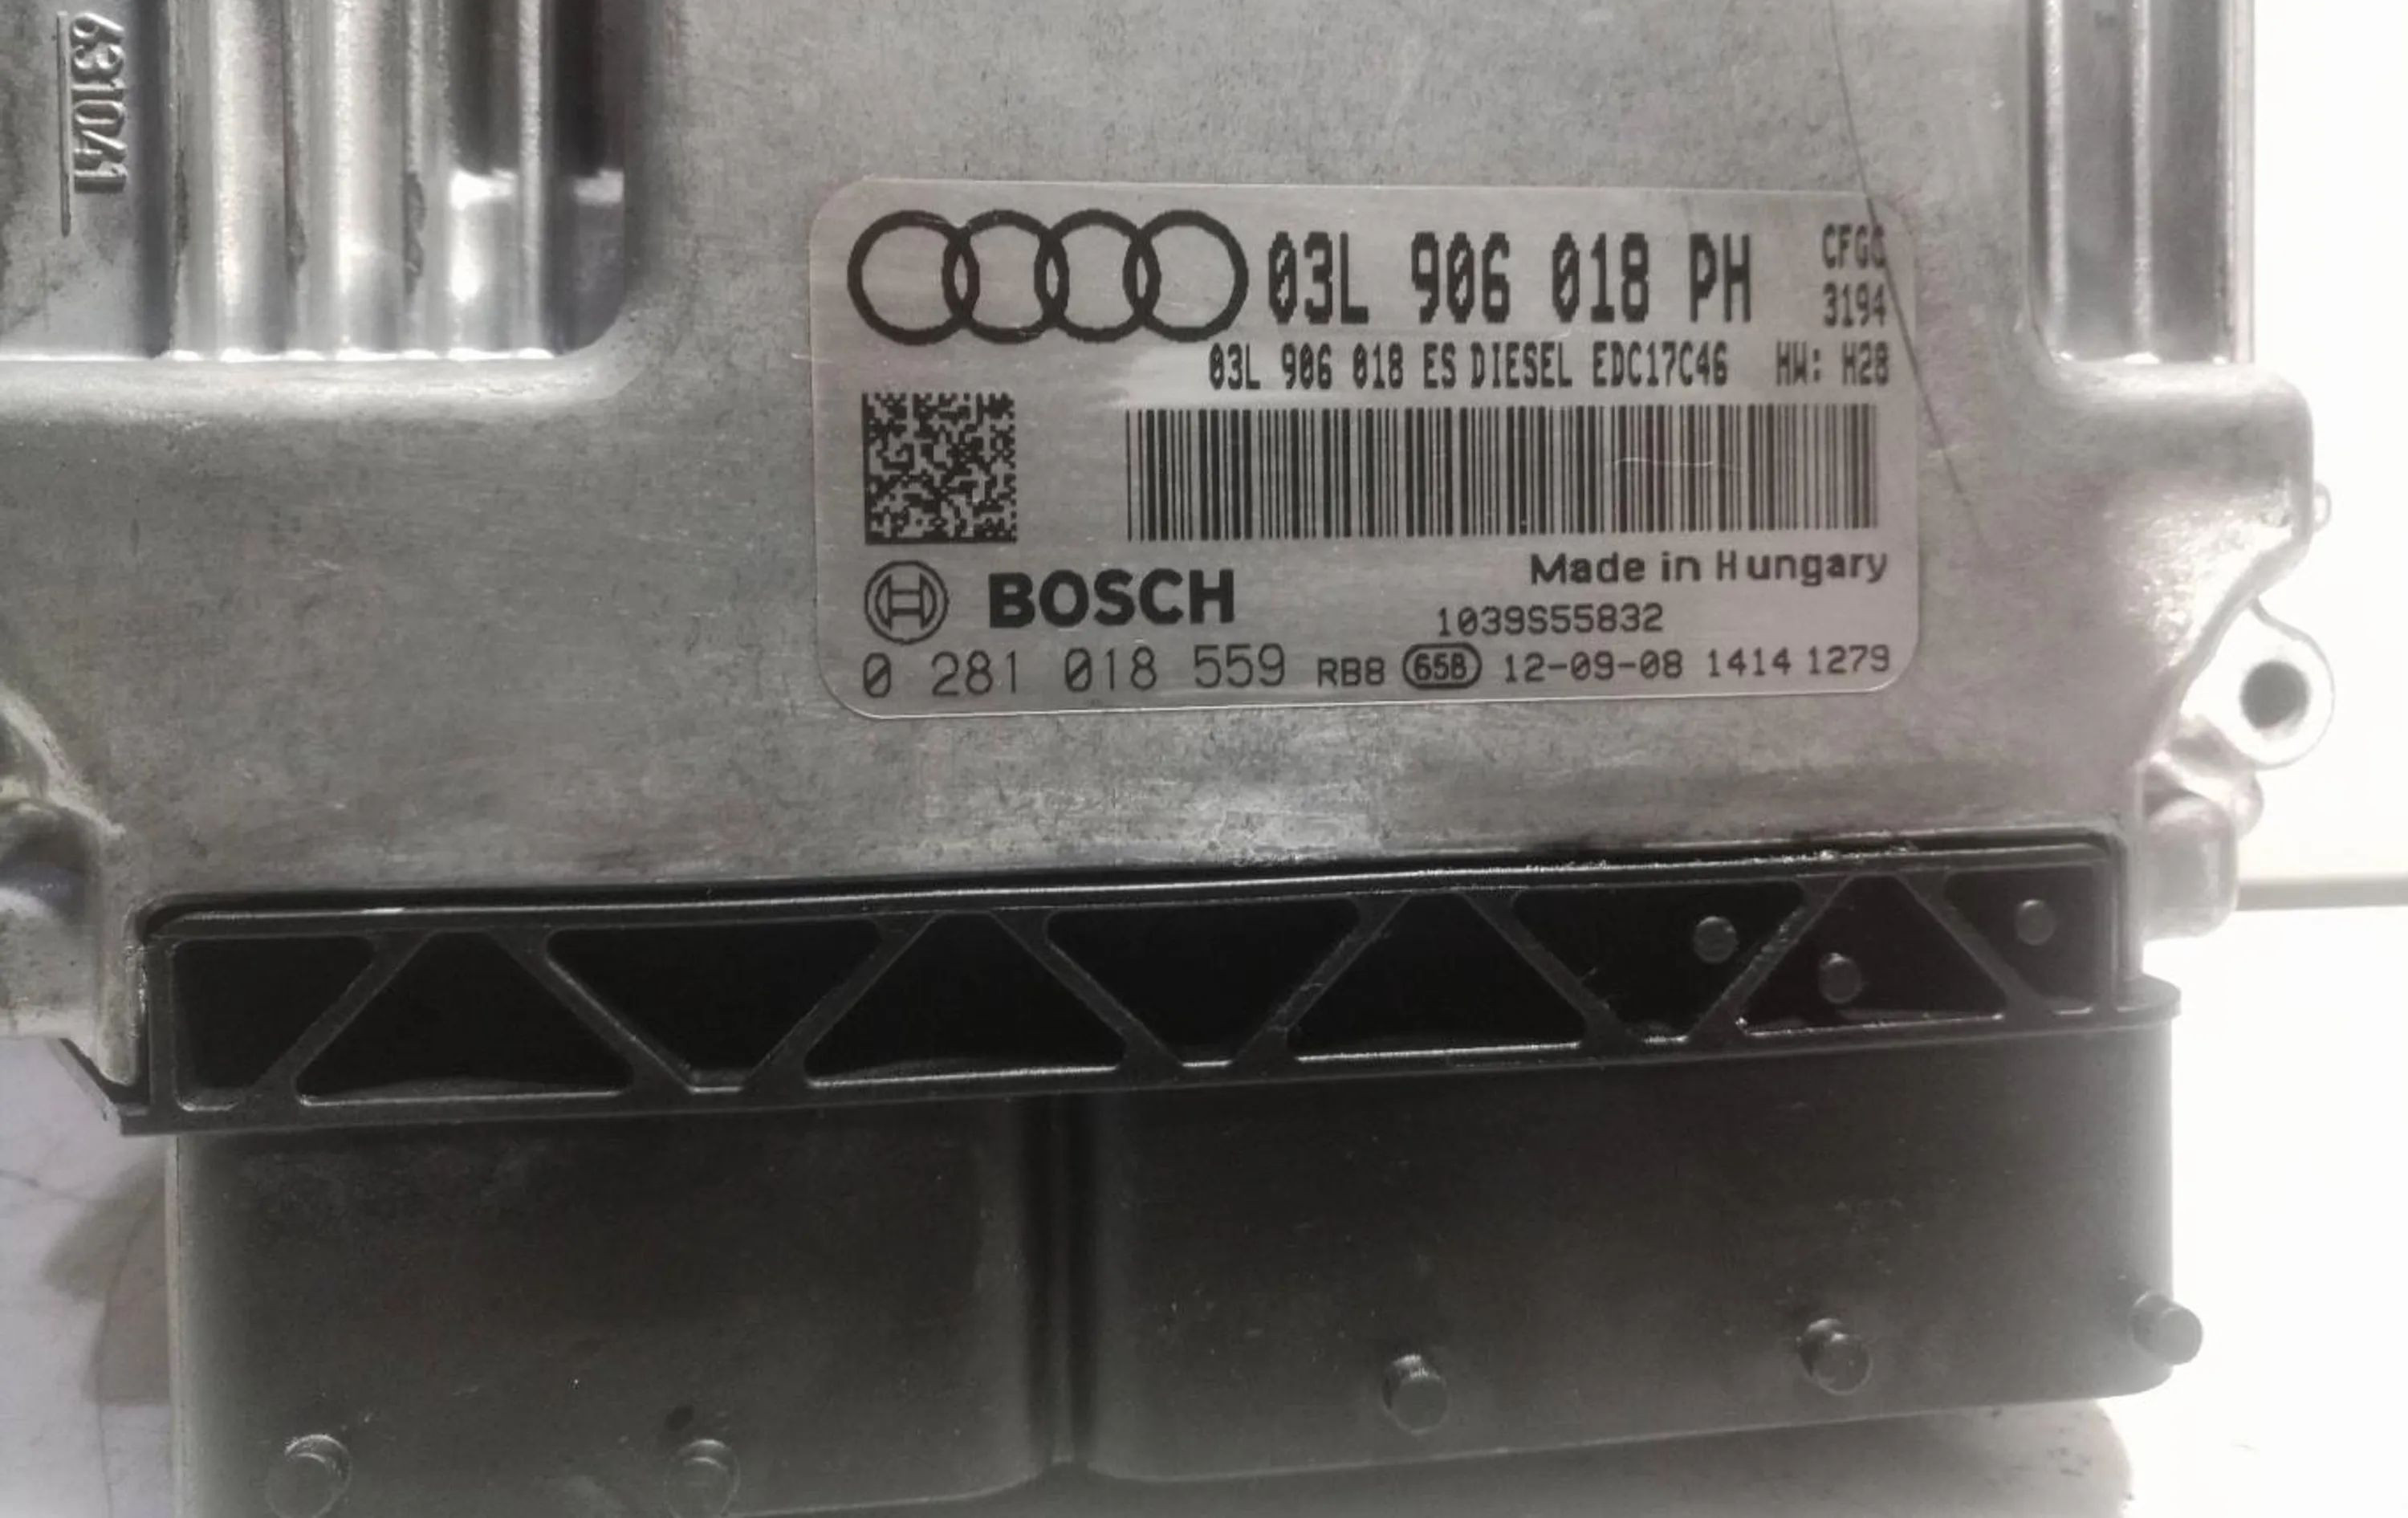 631041
03L 906 018 PH CFGC
3194
03L 906 018 ES DIESEL EDC17C46 HW: H28
Made in Hungary
BOSCH
1039S55832
0 281 018 559 RB8 65B 12-09-08 1414 1279